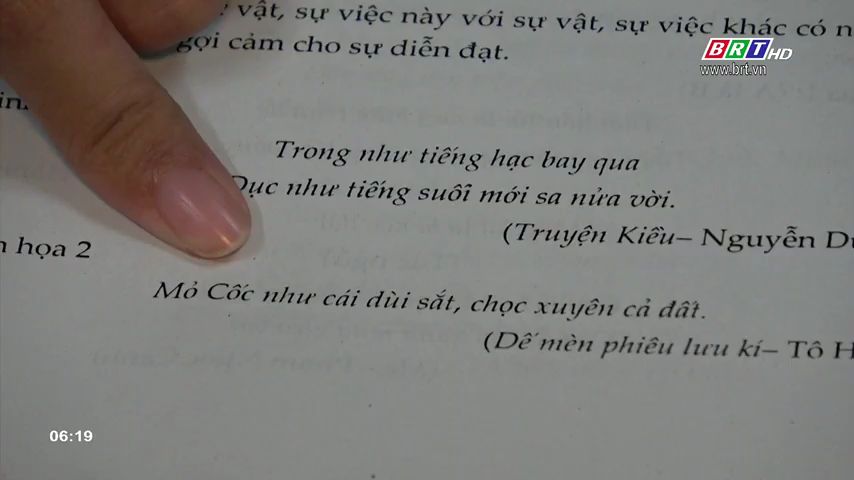 vật, sự việc này với sự vật, sự việc khác có
gợi cảm cho sự diễn đạt.
BRT HD
www.brt.vn
Trong như tiếng hạc bay qua
Dục như tiếng suối mới sa nửa vời.
(Truyện Kiều– Nguyễn
họa 2
Mỏ Cốc như cái dùi sắt, chọc xuyên cả đất.
(Dế mèn phiêu lưu kí– Tô
06:19